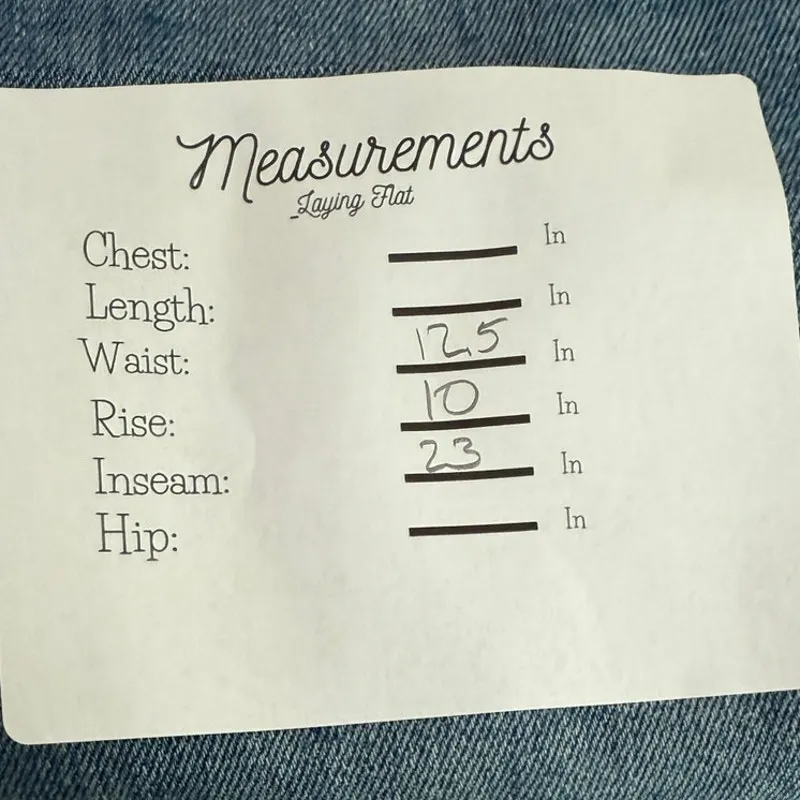 Measurements
Laying Flat
Chest: In
Length: In
Waist: 12.5 In
Rise: 10 In
Inseam: 23 In
Hip: In